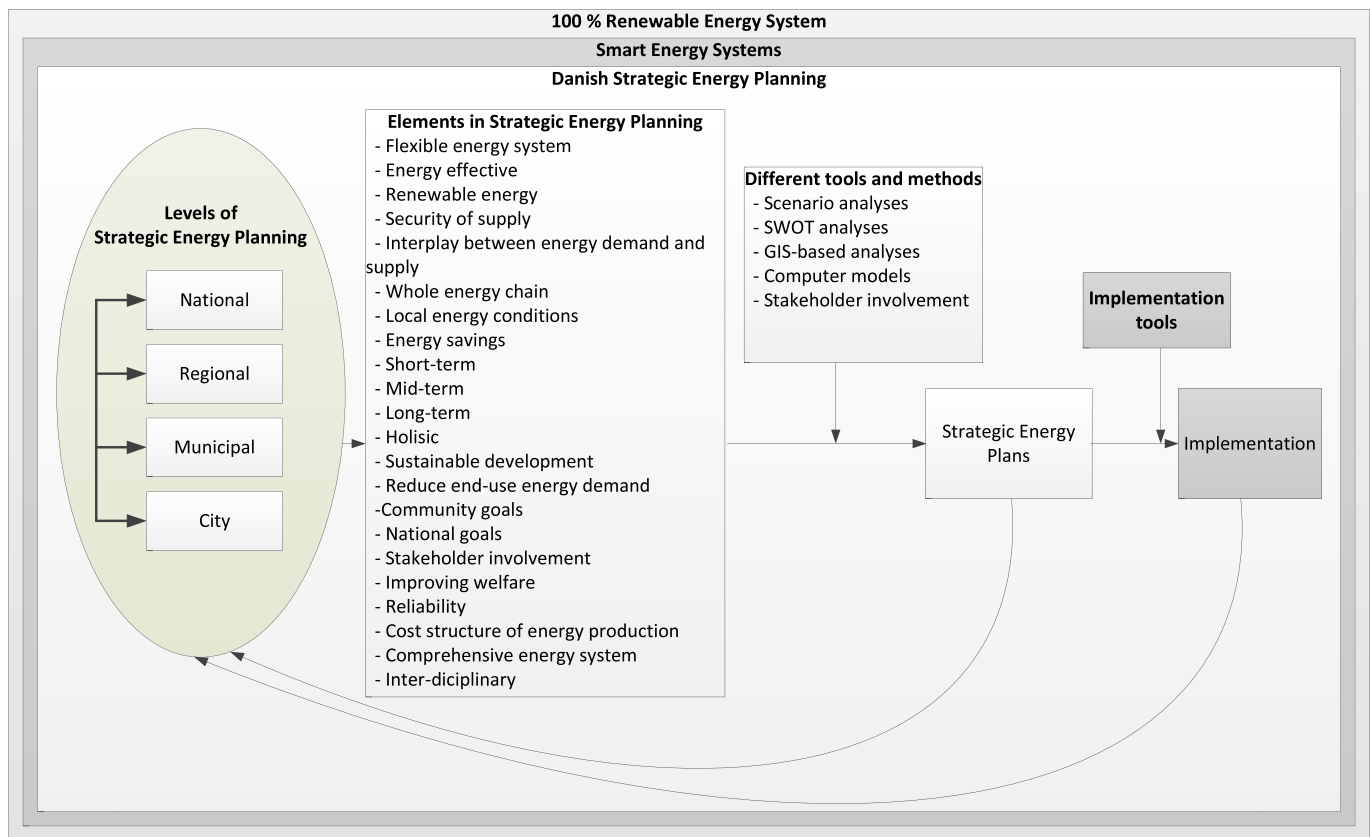 100 % Renewable Energy System
Smart Energy Systems
Danish Strategic Energy Planning
Levels of
Strategic Energy Planning
National
Regional
Municipal
City
Elements in Strategic Energy Planning
- Flexible energy system
- Energy effective
- Renewable energy
- Security of supply
- Interplay between energy demand and
supply
- Whole energy chain
- Local energy conditions
- Energy savings
- Short-term
- Mid-term
- Long-term
- Holisic
- Sustainable development
- Reduce end-use energy demand
-Community goals
- National goals
- Stakeholder involvement
- Improving welfare
- Reliability
- Cost structure of energy production
- Comprehensive energy system
- Inter-diciplinary
Different tools and methods
- Scenario analyses
- SWOT analyses
- GIS-based analyses
- Computer models
- Stakeholder involvement
Strategic Energy
Plans
Implementation
tools
Implementation